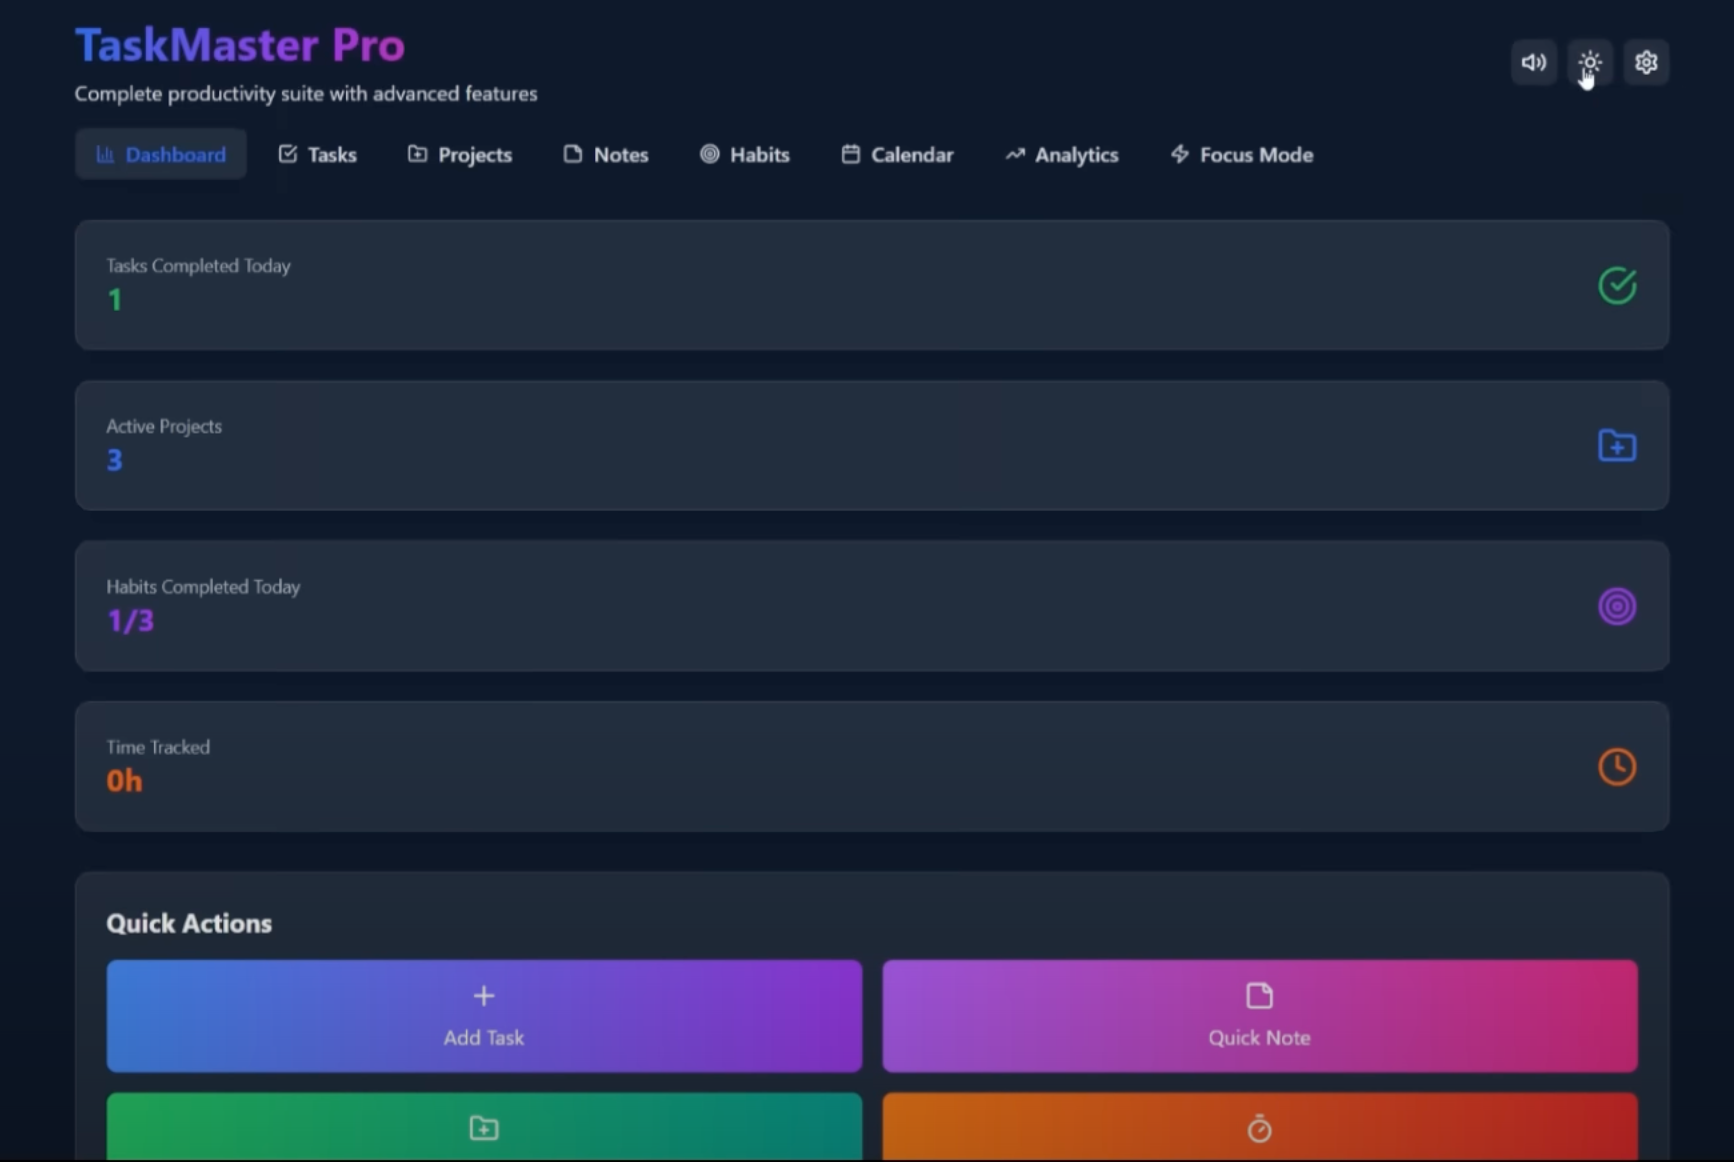 TaskMaster Pro
Complete productivity suite with advanced features
Dashboard Tasks Projects Notes Habits Calendar Analytics Focus Mode
Tasks Completed Today
1
Active Projects
3
Habits Completed Today
1/3
Time Tracked
0h
Quick Actions
Add Task Quick Note